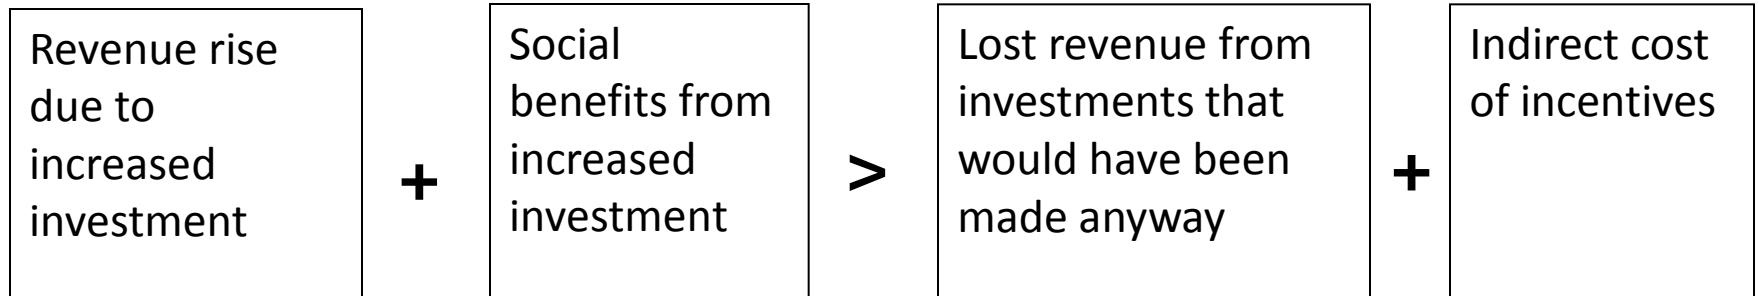 Revenue rise
due to
increased
investment
+
Social
benefits from
increased
investment
>
Lost revenue from
investments that
would have been
made anyway
+
Indirect cost
of incentives